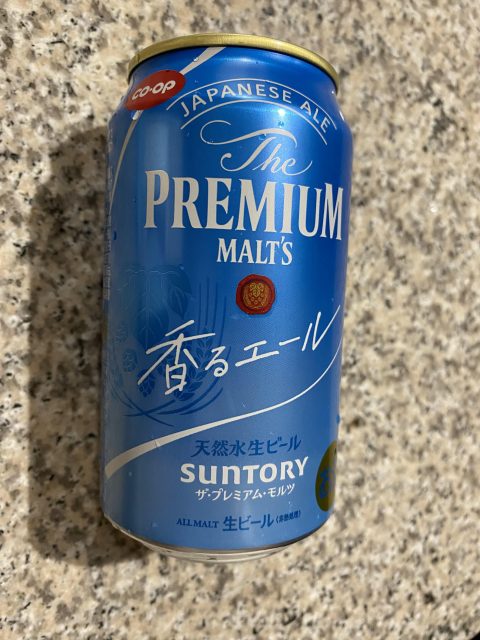 CO-OP
JAPANESE ALE
The
PREMIUM
MALT'S
香るエール
天然水生ビール
SUNTORY
ザ・プレミアム・モルツ
ALL MALT 生ビール〈非熱処理〉